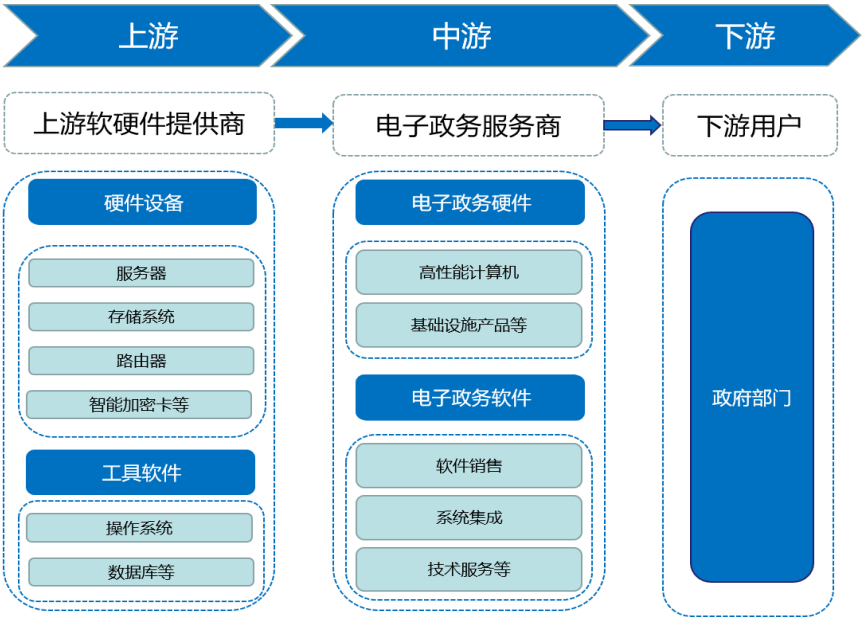 上游
中游
下游
上游软硬件提供商
电子政务服务商
下游用户
硬件设备
服务器
存储系统
路由器
智能加密卡等
工具软件
操作系统
数据库等
电子政务硬件
高性能计算机
基础设施产品等
电子政务软件
软件销售
系统集成
技术服务等
政府部门